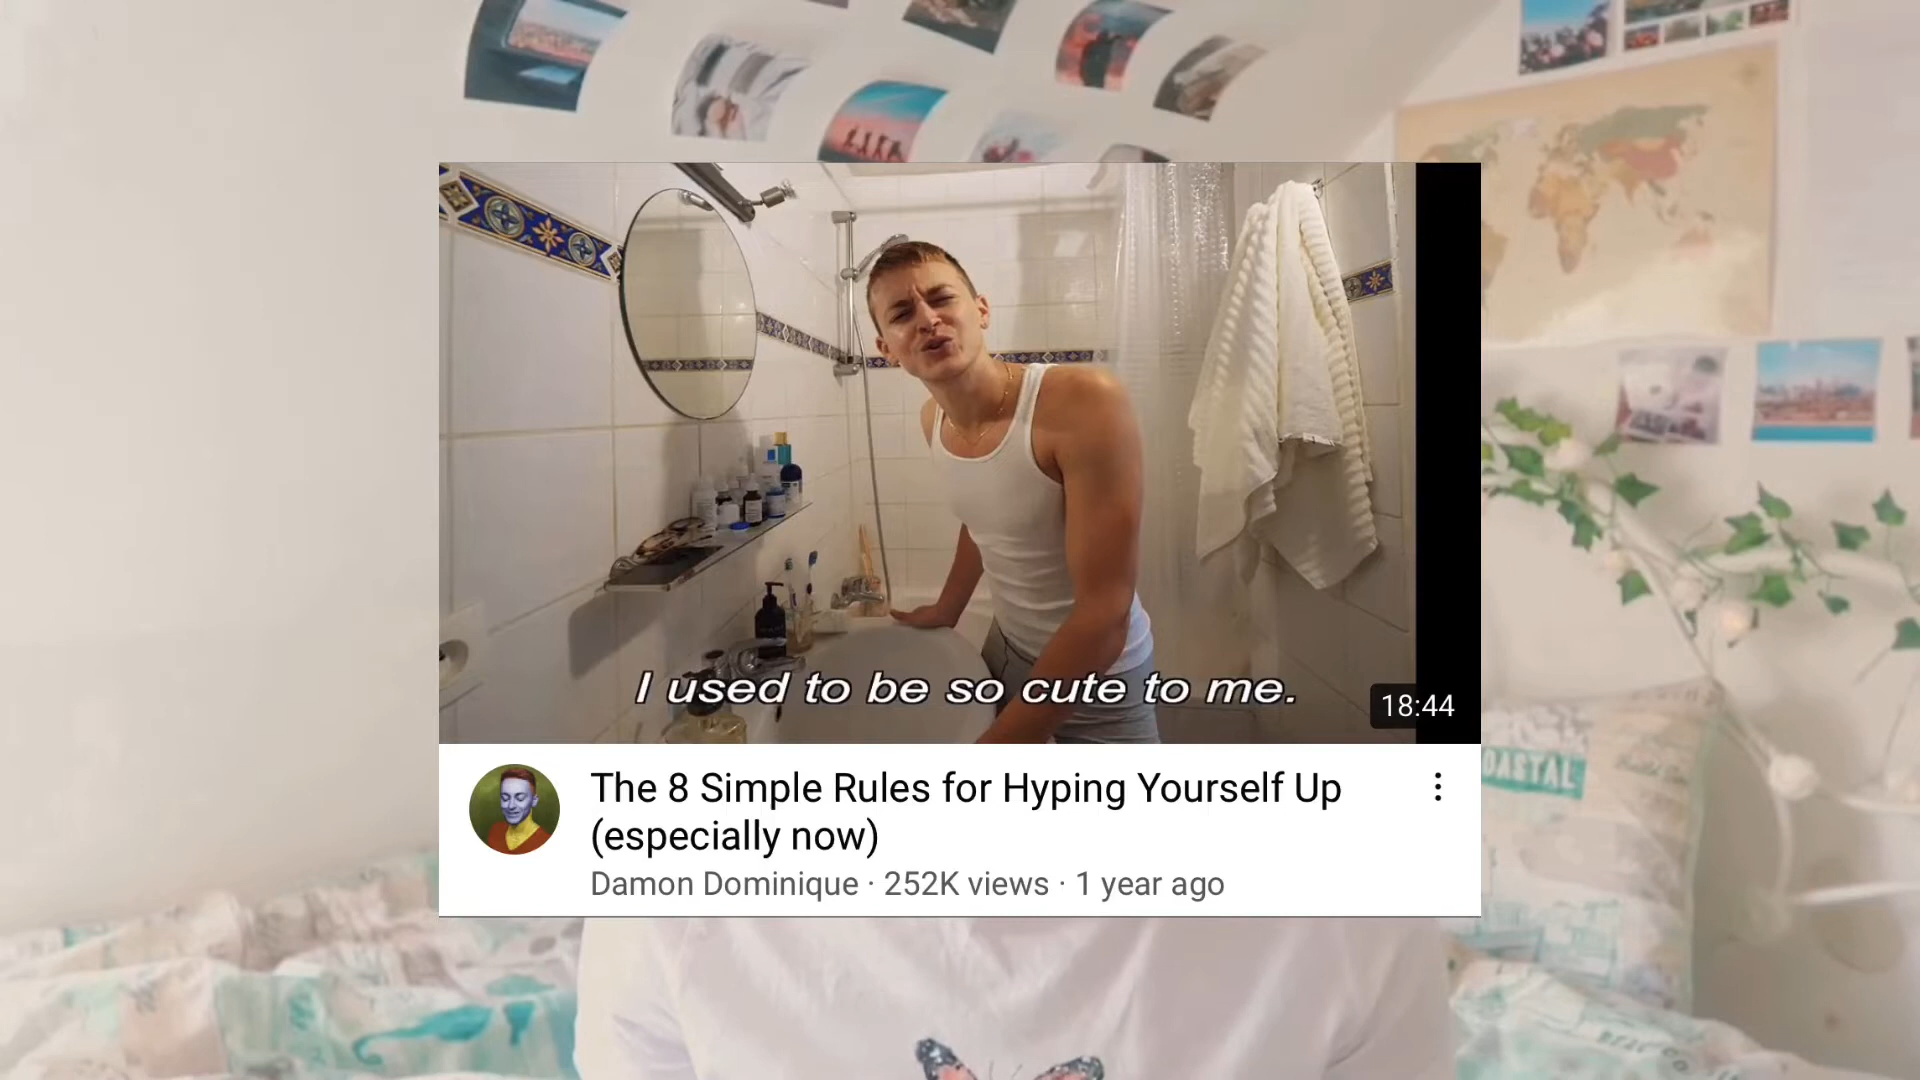 I used to be so cute to me.
18:44
The 8 Simple Rules for Hyping Yourself Up
(especially now)
Damon Dominique · 252K views · 1 year ago
OASTAL